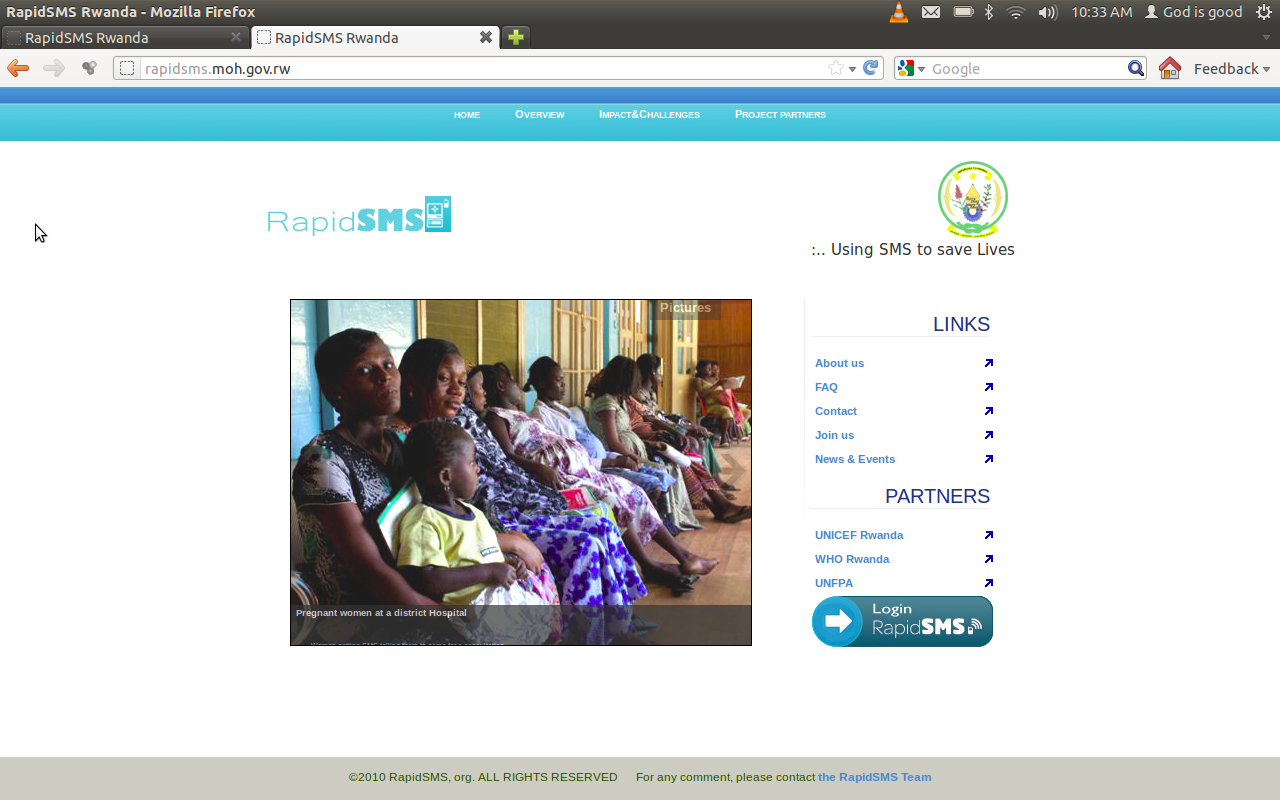 RapidSMS Rwanda - Mozilla Firefox
10:33 AM God is good
RapidSMS Rwanda
RapidSMS Rwanda
rapidsms.moh.gov.rw
Google
Feedback
HOME OVERVIEW IMPACT&CHALLENGES PROJECT PARTNERS
RapidSMS
:.. Using SMS to save Lives
Pictures
Pregnant women at a district Hospital
LINKS
About us
FAQ
Contact
Join us
News & Events
PARTNERS
UNICEF Rwanda
WHO Rwanda
UNFPA
Login
RapidSMS
©2010 RapidSMS, org. ALL RIGHTS RESERVED For any comment, please contact the RapidSMS Team